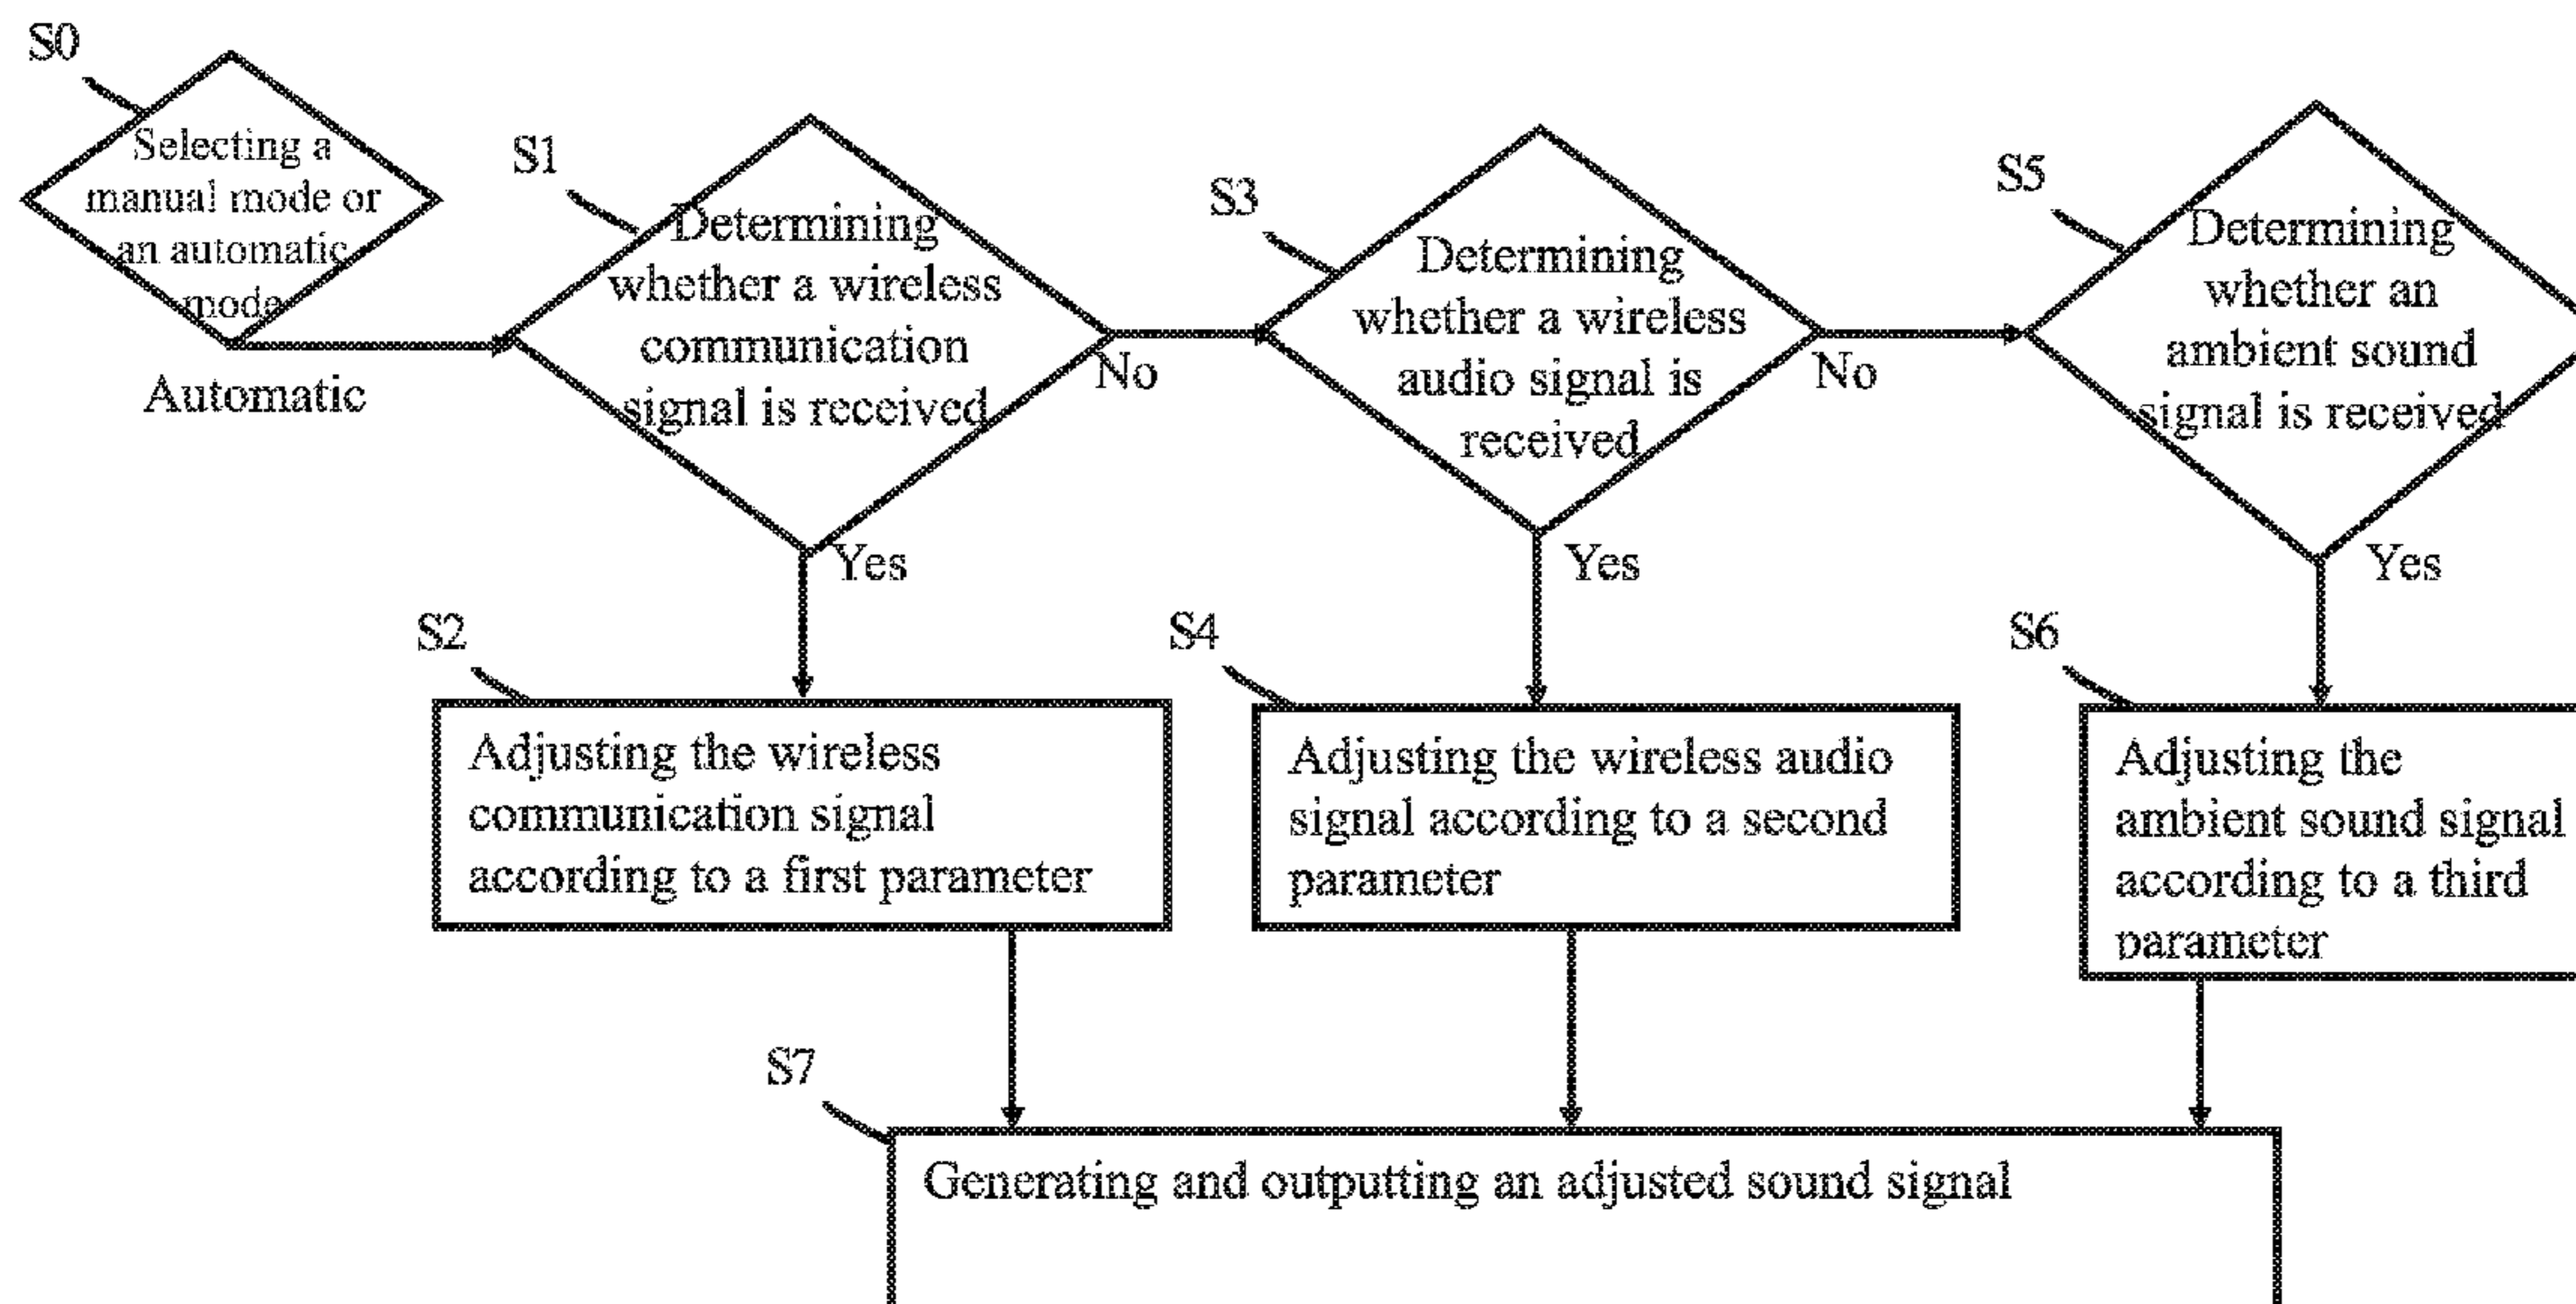 S0
Selecting a
manual mode or
an automatic
mode
Automatic
S1
Determining
whether a wireless
communication
signal is received
No
Yes
S3
Determining
whether a wireless
audio signal is
received
No
Yes
S5
Determining
whether an
ambient sound
signal is received
Yes
S2
Adjusting the wireless
communication signal
according to a first parameter
S4
Adjusting the wireless audio
signal according to a second
parameter
S6
Adjusting the
ambient sound signal
according to a third
parameter
S7
Generating and outputting an adjusted sound signal